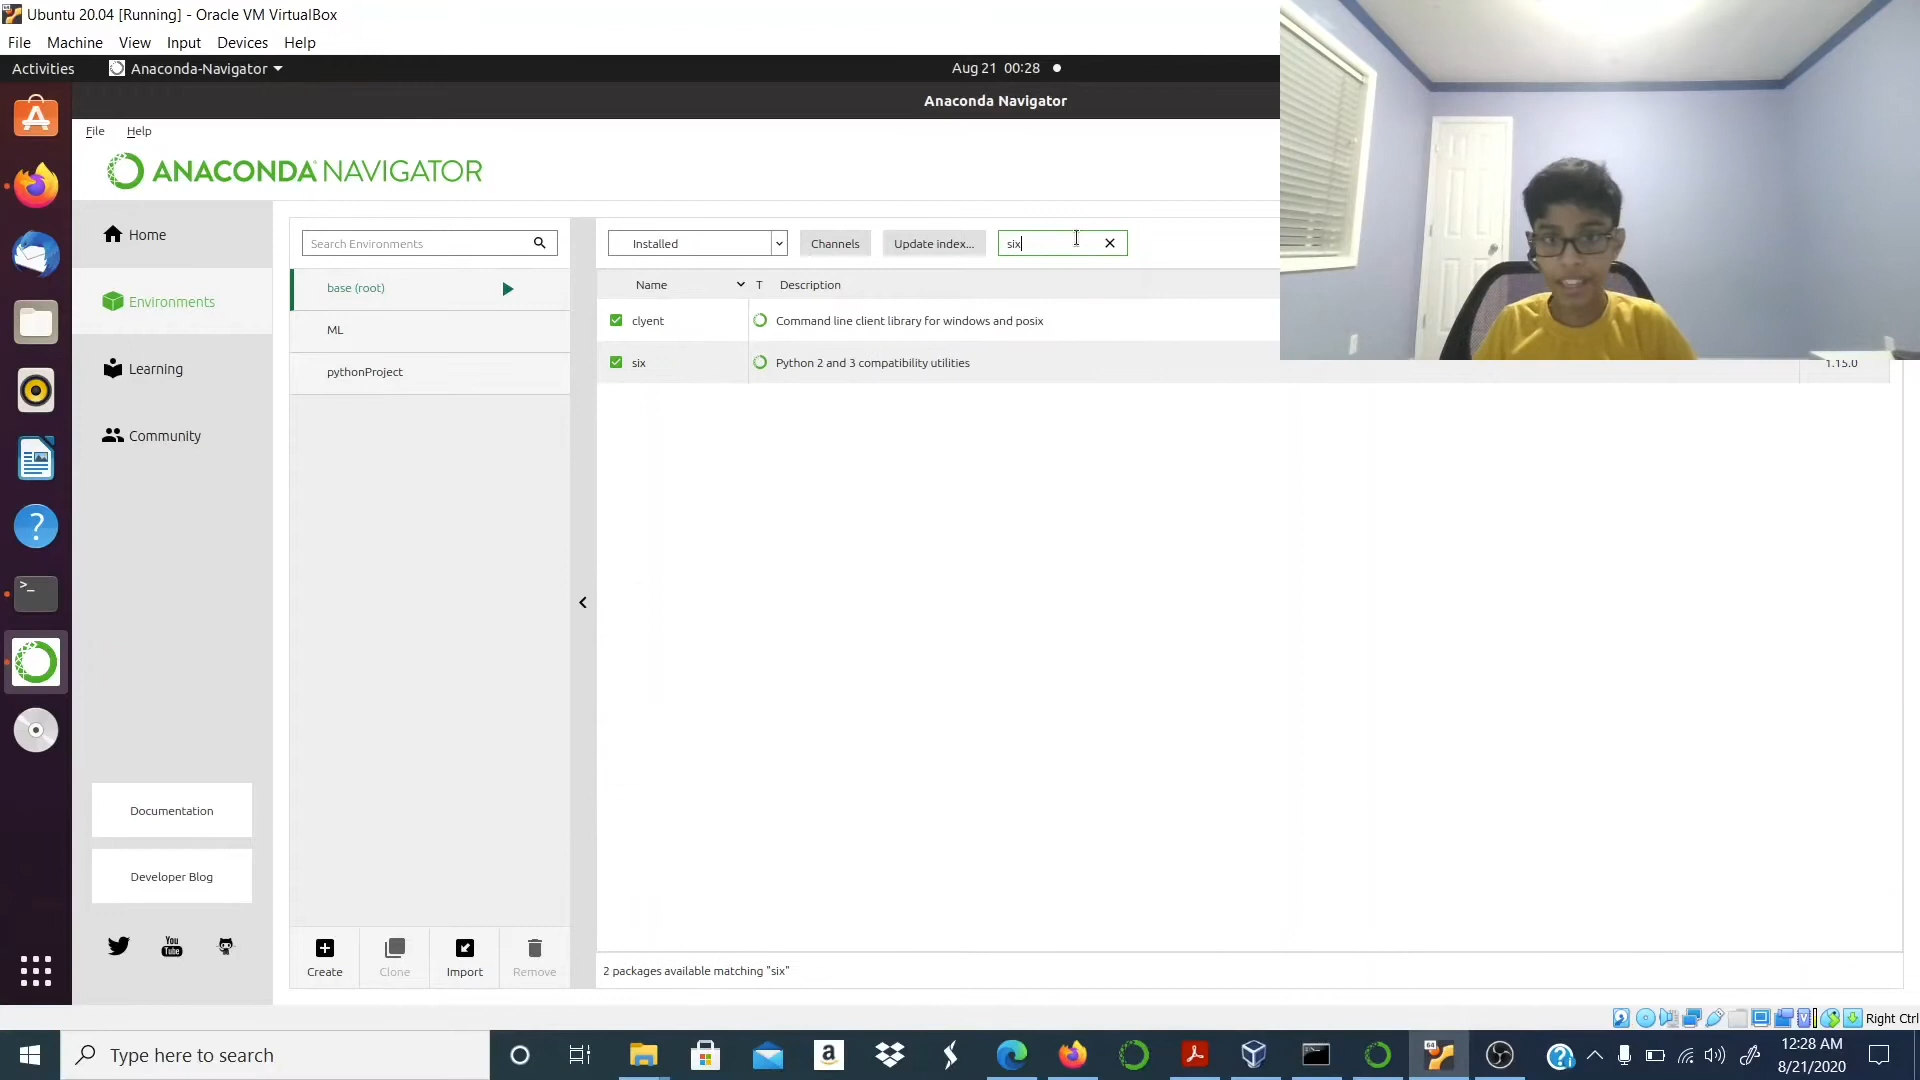 Ubuntu 20.04 [Running] - Oracle VM VirtualBox
File Machine View Input Devices Help
Activities Anaconda-Navigator Aug 21 00:28
Anaconda Navigator
File Help
ANACONDA NAVIGATOR
Home
Environments
Learning
Community
Documentation
Developer Blog
You
Tube
Search Environments
base (root)
ML
pythonProject
Create Clone Import Remove
Installed Channels Update index... six
Name T Description
clyent Command line client library for windows and posix
six Python 2 and 3 compatibility utilities 1.15.0
2 packages available matching "six"
Right Ctrl
Type here to search
12:28 AM
8/21/2020